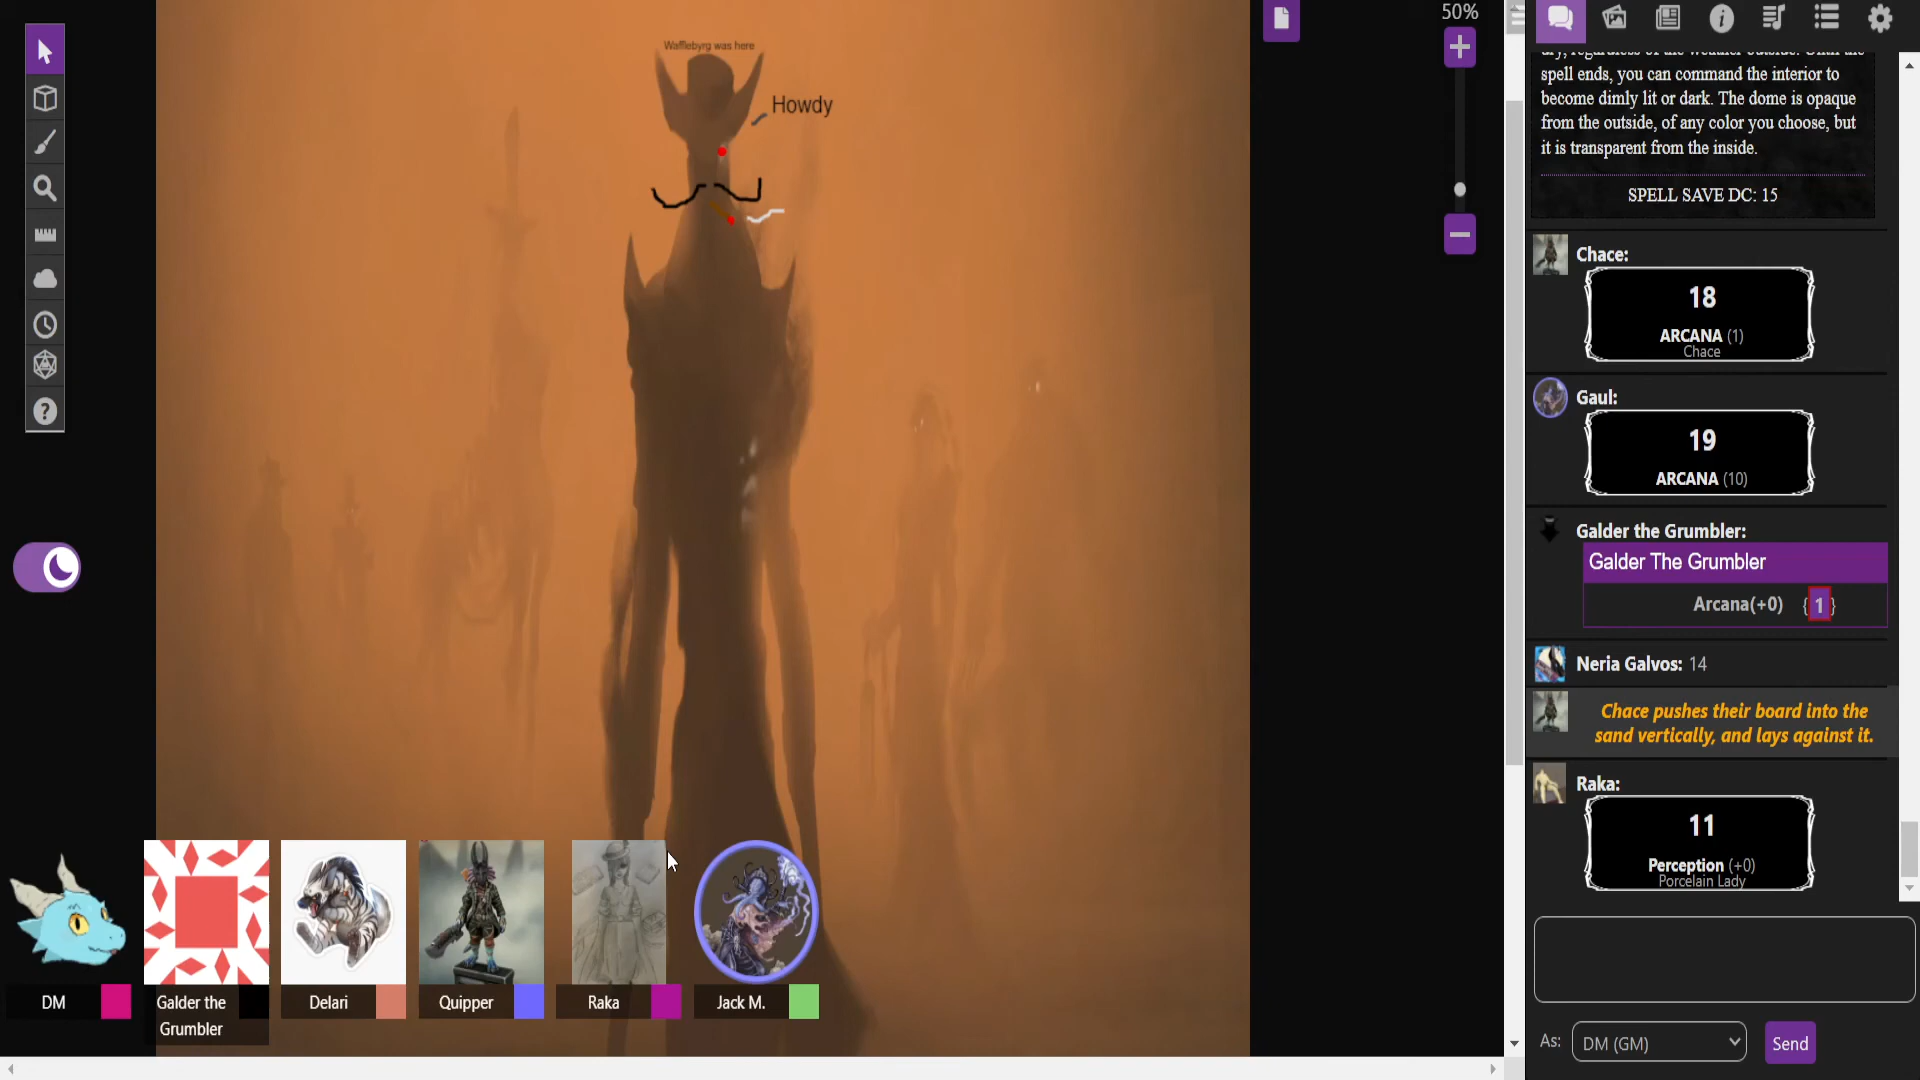 Wafflebyrg was here
Howdy
50%
spell ends, you can command the interior to
become dimly lit or dark. The dome is opaque
from the outside, of any color you choose, but
it is transparent from the inside.
SPELL SAVE DC: 15
Chace:
18
ARCANA (1)
Chace
Gaul:
19
ARCANA (10)
Galder the Grumbler:
Galder The Grumbler
Arcana(+0) {1}
Neria Galvos: 14
Chace pushes their board into the
sand vertically, and lays against it.
Raka:
11
Perception (+0)
Porcelain Lady
DM
Galder the
Grumbler
Delari
Quipper
Raka
Jack M.
As: DM (GM) Send